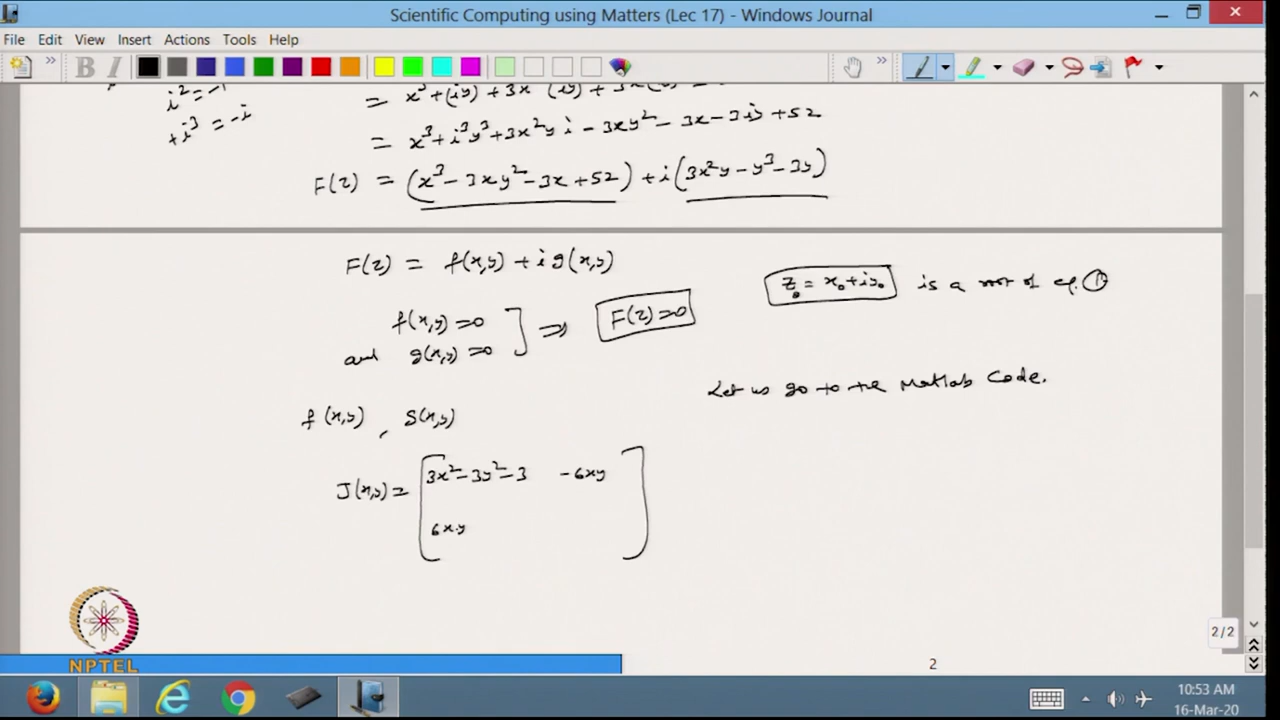 Scientific Computing using Matters (Lec 17) - Windows Journal
File Edit View Insert Actions Tools Help
i² = -1
+i³ = -i
= x³ + i³y³ + 3x²y i - 3xy² - 3x - 3iy + 52
F(z) = (x³ - 3xy² - 3x + 52) + i(3x²y - y³ - 3y)
F(z) = f(x,y) + i g(x,y)
z₀ = x₀ + iy₀ is a root of eq. ①
f(x,y) = 0
and g(x,y) = 0 ] ⇒ F(z) = 0
Let us go to the Matlab Code.
f(x,y) , g(x,y)
J(x,y) = [ 3x² - 3y² - 3 -6xy
6xy ]
NPTEL
2/2
2
10:53 AM
16-Mar-20